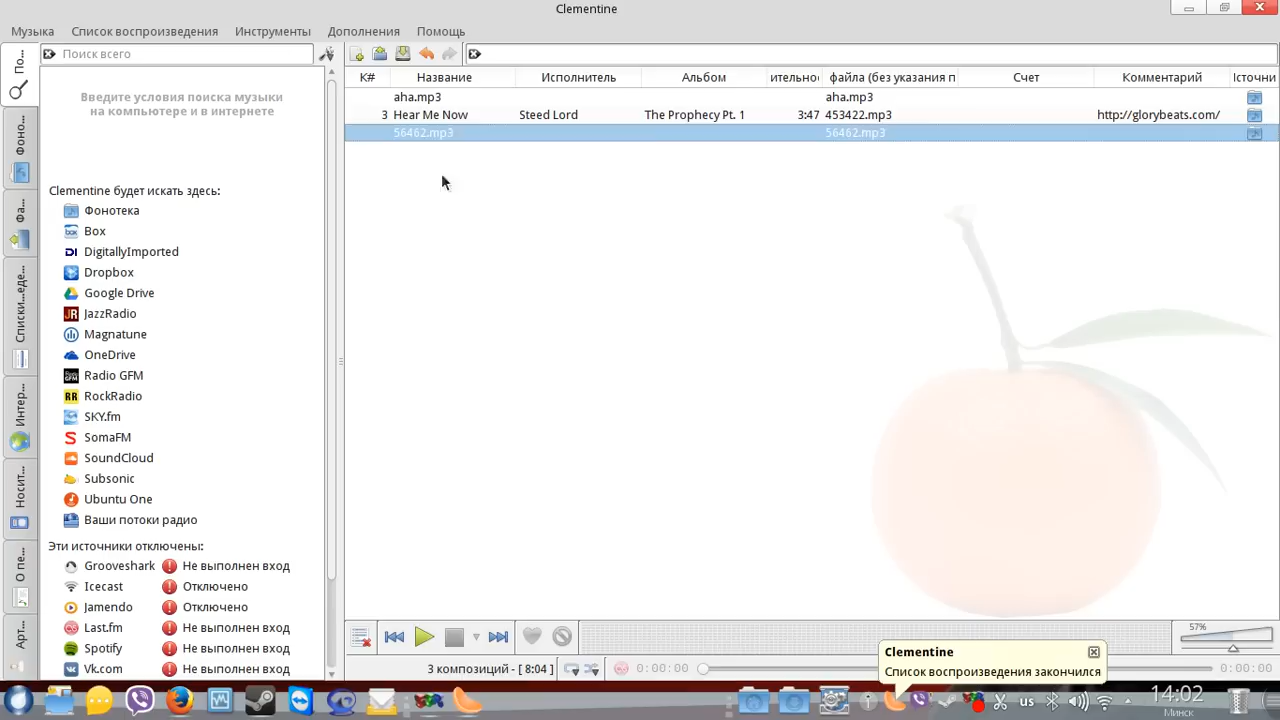 Clementine
Музыка Список воспроизведения Инструменты Дополнения Помощь
Поиск всего
K# Название Исполнитель Альбом ительнос файла (без указания п Счет Комментарий Источни
aha.mp3 aha.mp3
3 Hear Me Now Steed Lord The Prophecy Pt. 1 3:47 453422.mp3 http://glorybeats.com/
56462.mp3 56462.mp3
По...
Фоно...
Фа...
Списки...еде...
Интер...
Носит...
О пе...
Арт...
Введите условия поиска музыки
на компьютере и в интернете
Clementine будет искать здесь:
Фонотека
box Box
DI DigitallyImported
Dropbox
Google Drive
JR JazzRadio
Magnatune
OneDrive
Radio GFM
RR RockRadio
SKY.fm
SomaFM
SoundCloud
Subsonic
Ubuntu One
Ваши потоки радио
Эти источники отключены:
Grooveshark Не выполнен вход
Icecast Отключено
Jamendo Отключено
Last.fm Не выполнен вход
Spotify Не выполнен вход
Vk.com Не выполнен вход
57%
3 композиций - [ 8:04 ] 0:00:00 0:00:00
Clementine
Список воспроизведения закончился
us 14:02
Минск